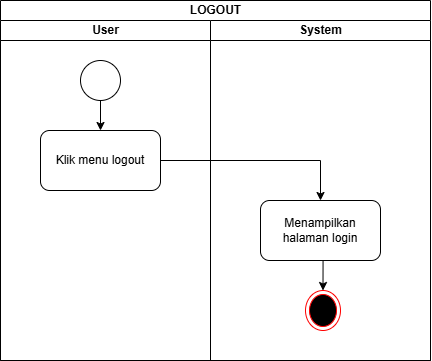 LOGOUT
User
System
Klik menu logout
Menampilkan
halaman login